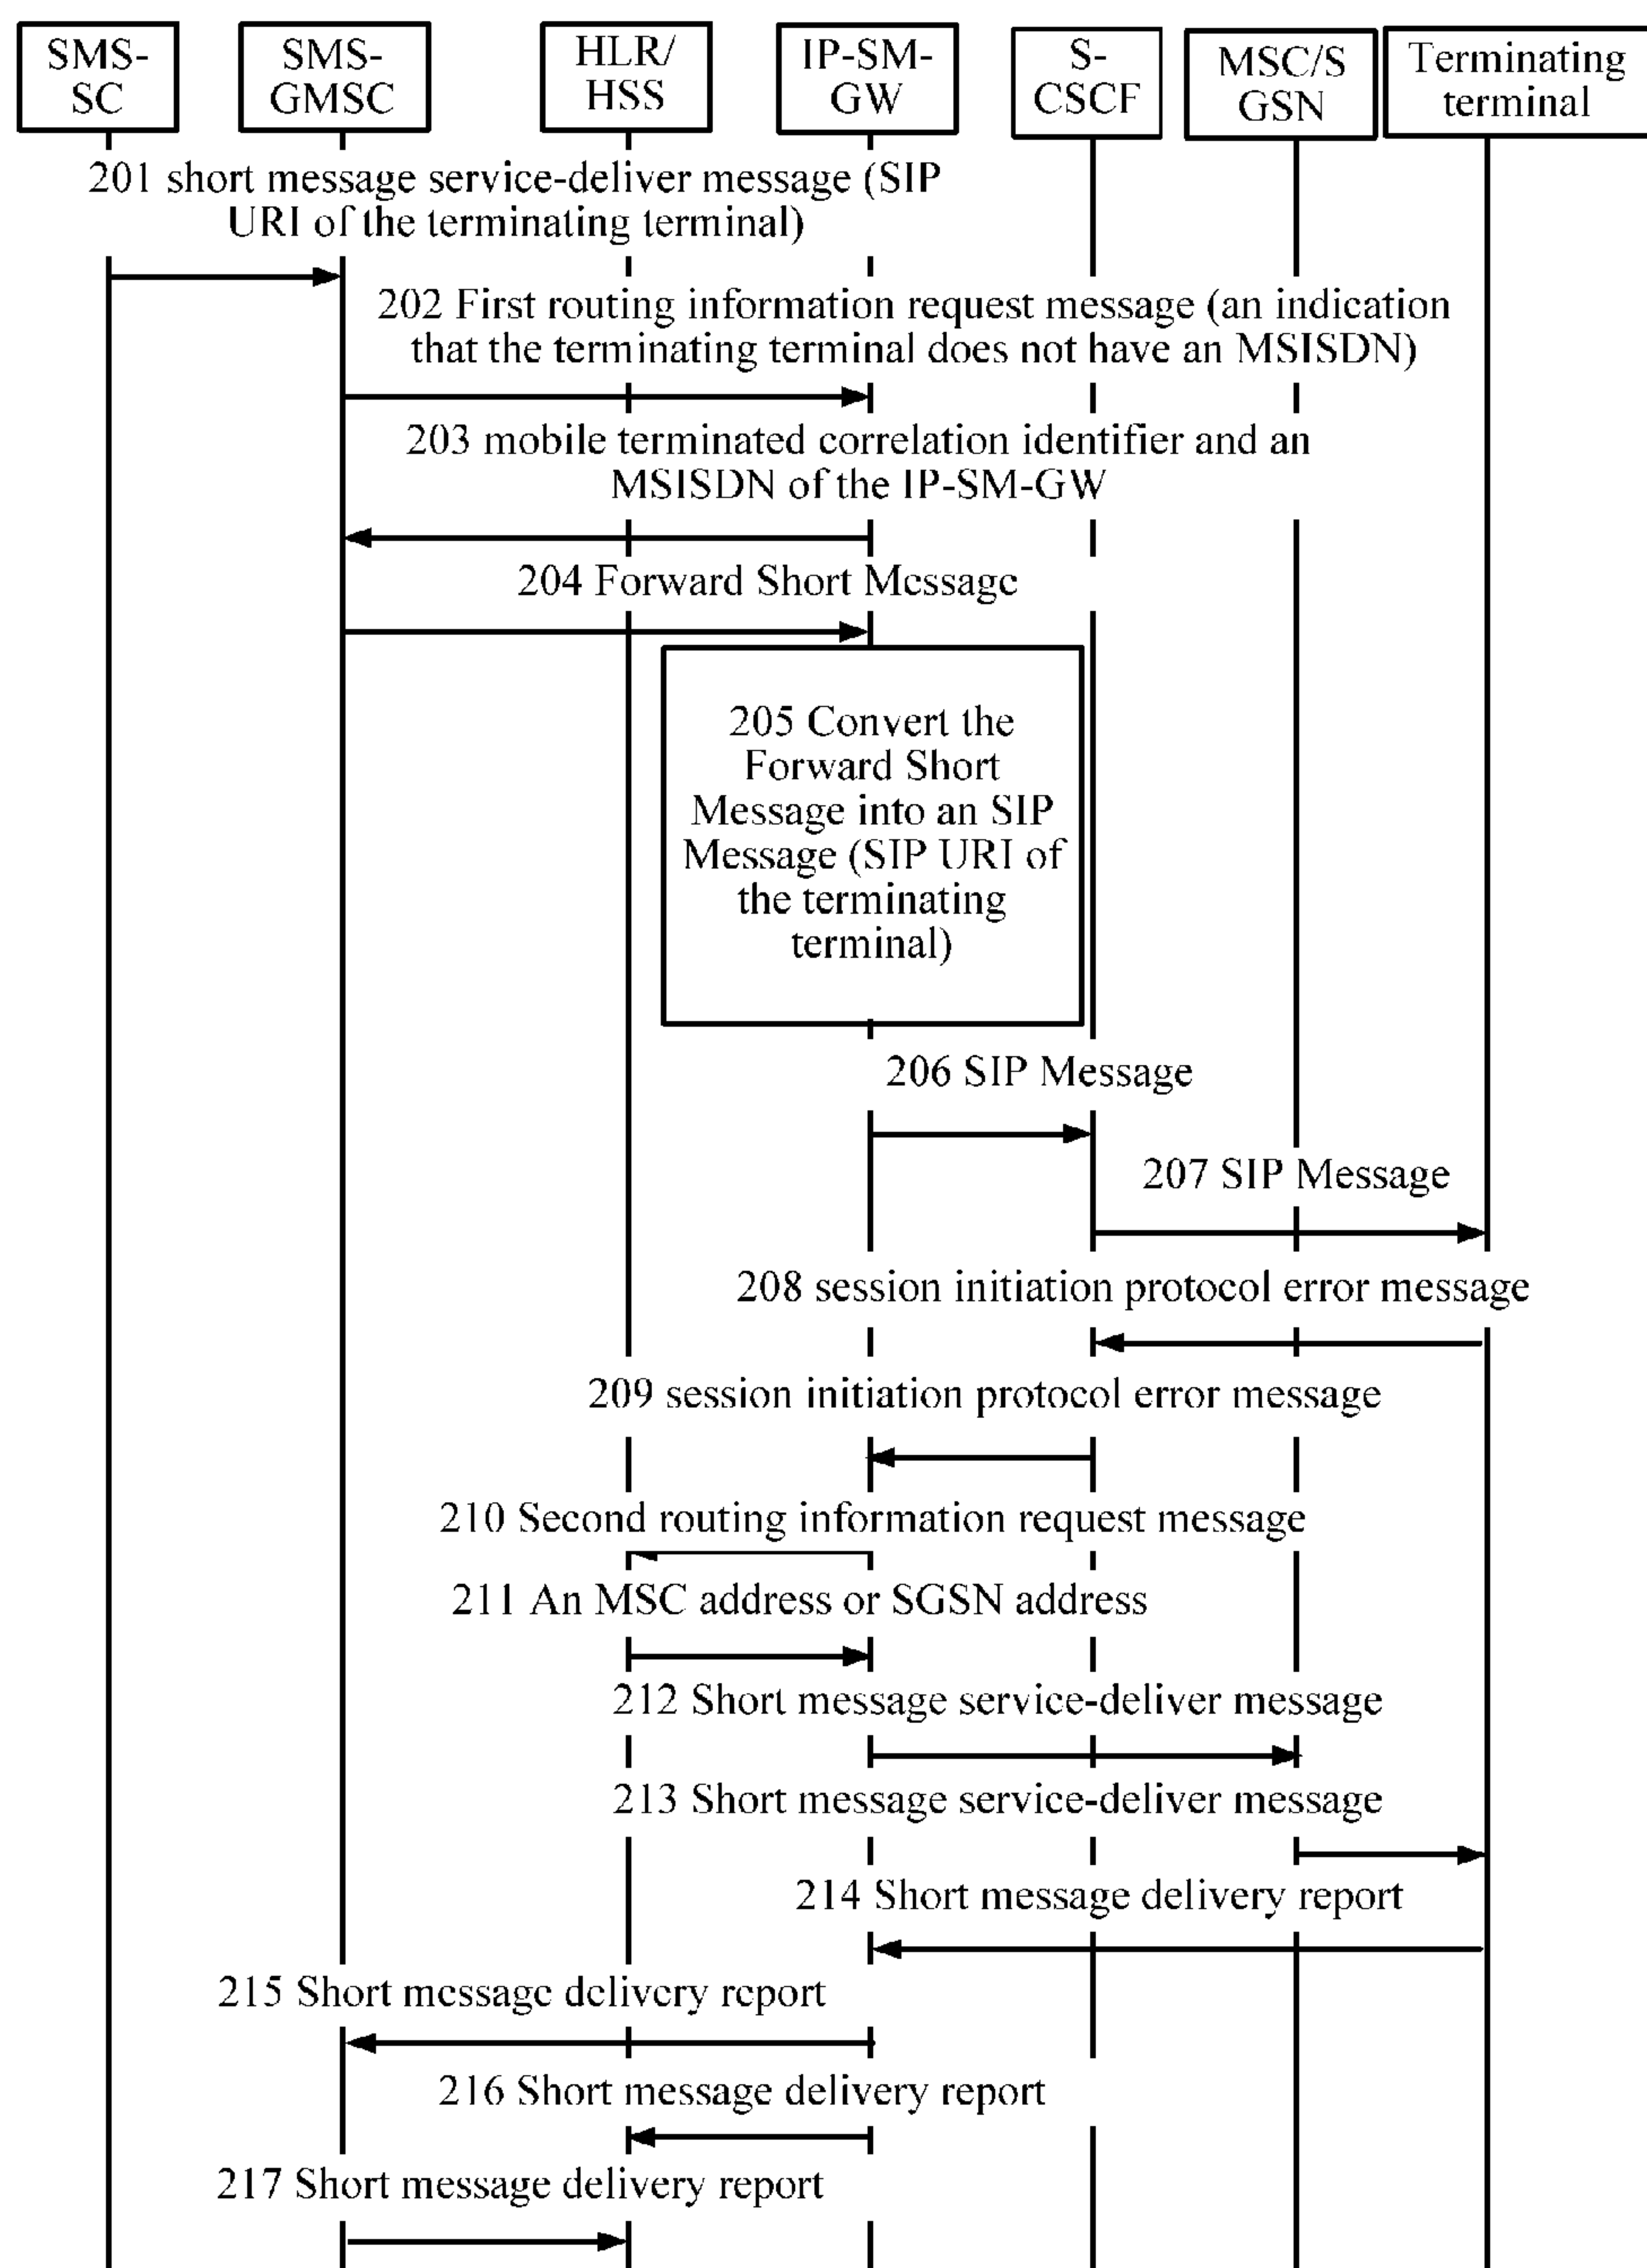 SMS-
SC
SMS-
GMSC
HLR/
HSS
IP-SM-
GW
S-
CSCF
MSC/S
GSN
Terminating
terminal
201 short message service-deliver message (SIP
URI of the terminating terminal)
202 First routing information request message (an indication
that the terminating terminal does not have an MSISDN)
203 mobile terminated correlation identifier and an
MSISDN of the IP-SM-GW
204 Forward Short Message
205 Convert the
Forward Short
Message into an SIP
Message (SIP URI of
the terminating
terminal)
206 SIP Message
207 SIP Message
208 session initiation protocol error message
209 session initiation protocol error message
210 Second routing information request message
211 An MSC address or SGSN address
212 Short message service-deliver message
213 Short message service-deliver message
214 Short message delivery report
215 Short message delivery report
216 Short message delivery report
217 Short message delivery report